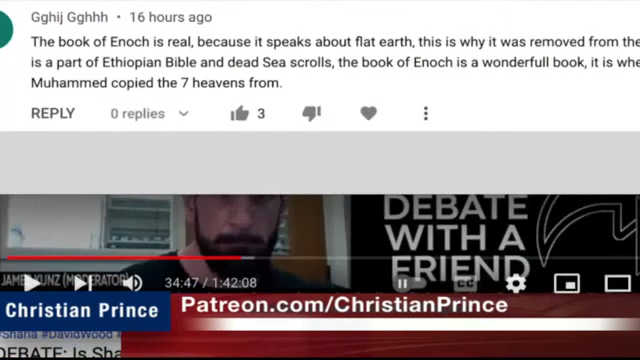 Gghij Gghhh • 16 hours ago
The book of Enoch is real, because it speaks about flat earth, this is why it was removed from the
is a part of Ethiopian Bible and dead Sea scrolls, the book of Enoch is a wonderfull book, it is
Muhammed copied the 7 heavens from.
REPLY 0 replies 3
DEBATE
WITH A
FRIEND
(MODERATOR)
34:47 / 1:42:08
CC
Christian Prince
Patreon.com/ChristianPrince
#DavidWood
DEBATE: Is